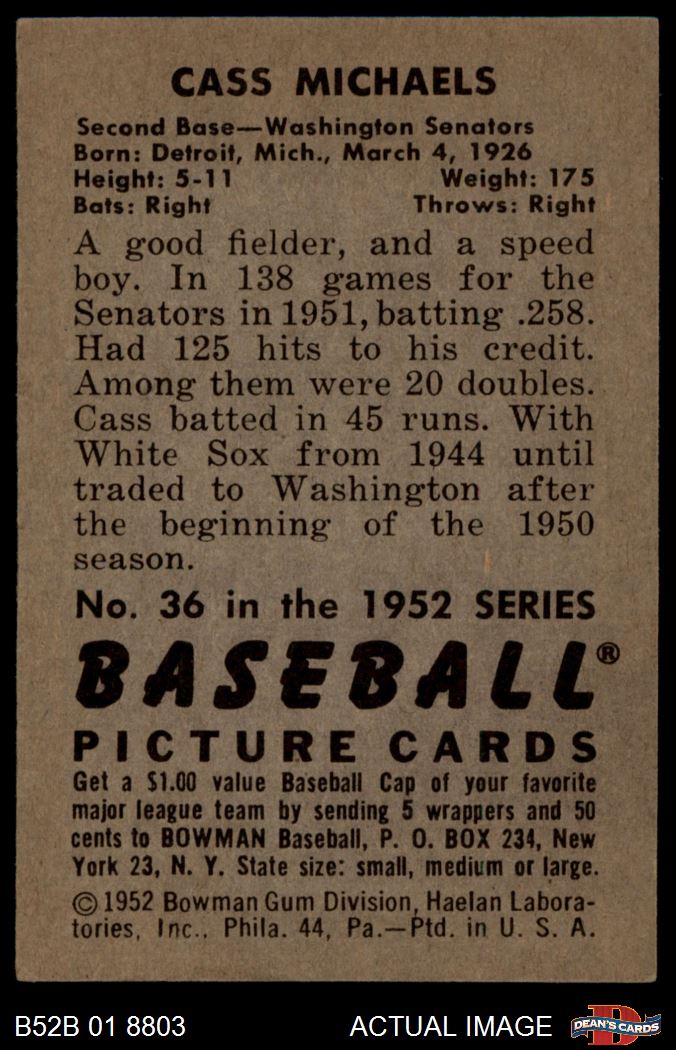 CASS MICHAELS
Second Base—Washington Senators
Born: Detroit, Mich., March 4, 1926
Height: 5-11 Weight: 175
Bats: Right Throws: Right
A good fielder, and a speed
boy. In 138 games for the
Senators in 1951, batting .258.
Had 125 hits to his credit.
Among them were 20 doubles.
Cass batted in 45 runs. With
White Sox from 1944 until
traded to Washington after
the beginning of the 1950
season.
No. 36 in the 1952 SERIES
BASEBALL®
PICTURE CARDS
Get a $1.00 value Baseball Cap of your favorite
major league team by sending 5 wrappers and 50
cents to BOWMAN Baseball, P. O. BOX 234, New
York 23, N. Y. State size: small, medium or large.
©1952 Bowman Gum Division, Haelan Labora-
tories, Inc., Phila. 44, Pa.—Ptd. in U. S. A.
B52B 01 8803 ACTUAL IMAGE D DEAN'S CARDS